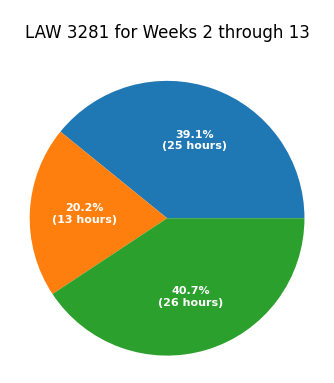 LAW 3281 for Weeks 2 through 13
39.1%
(25 hours)
20.2%
(13 hours)
40.7%
(26 hours)